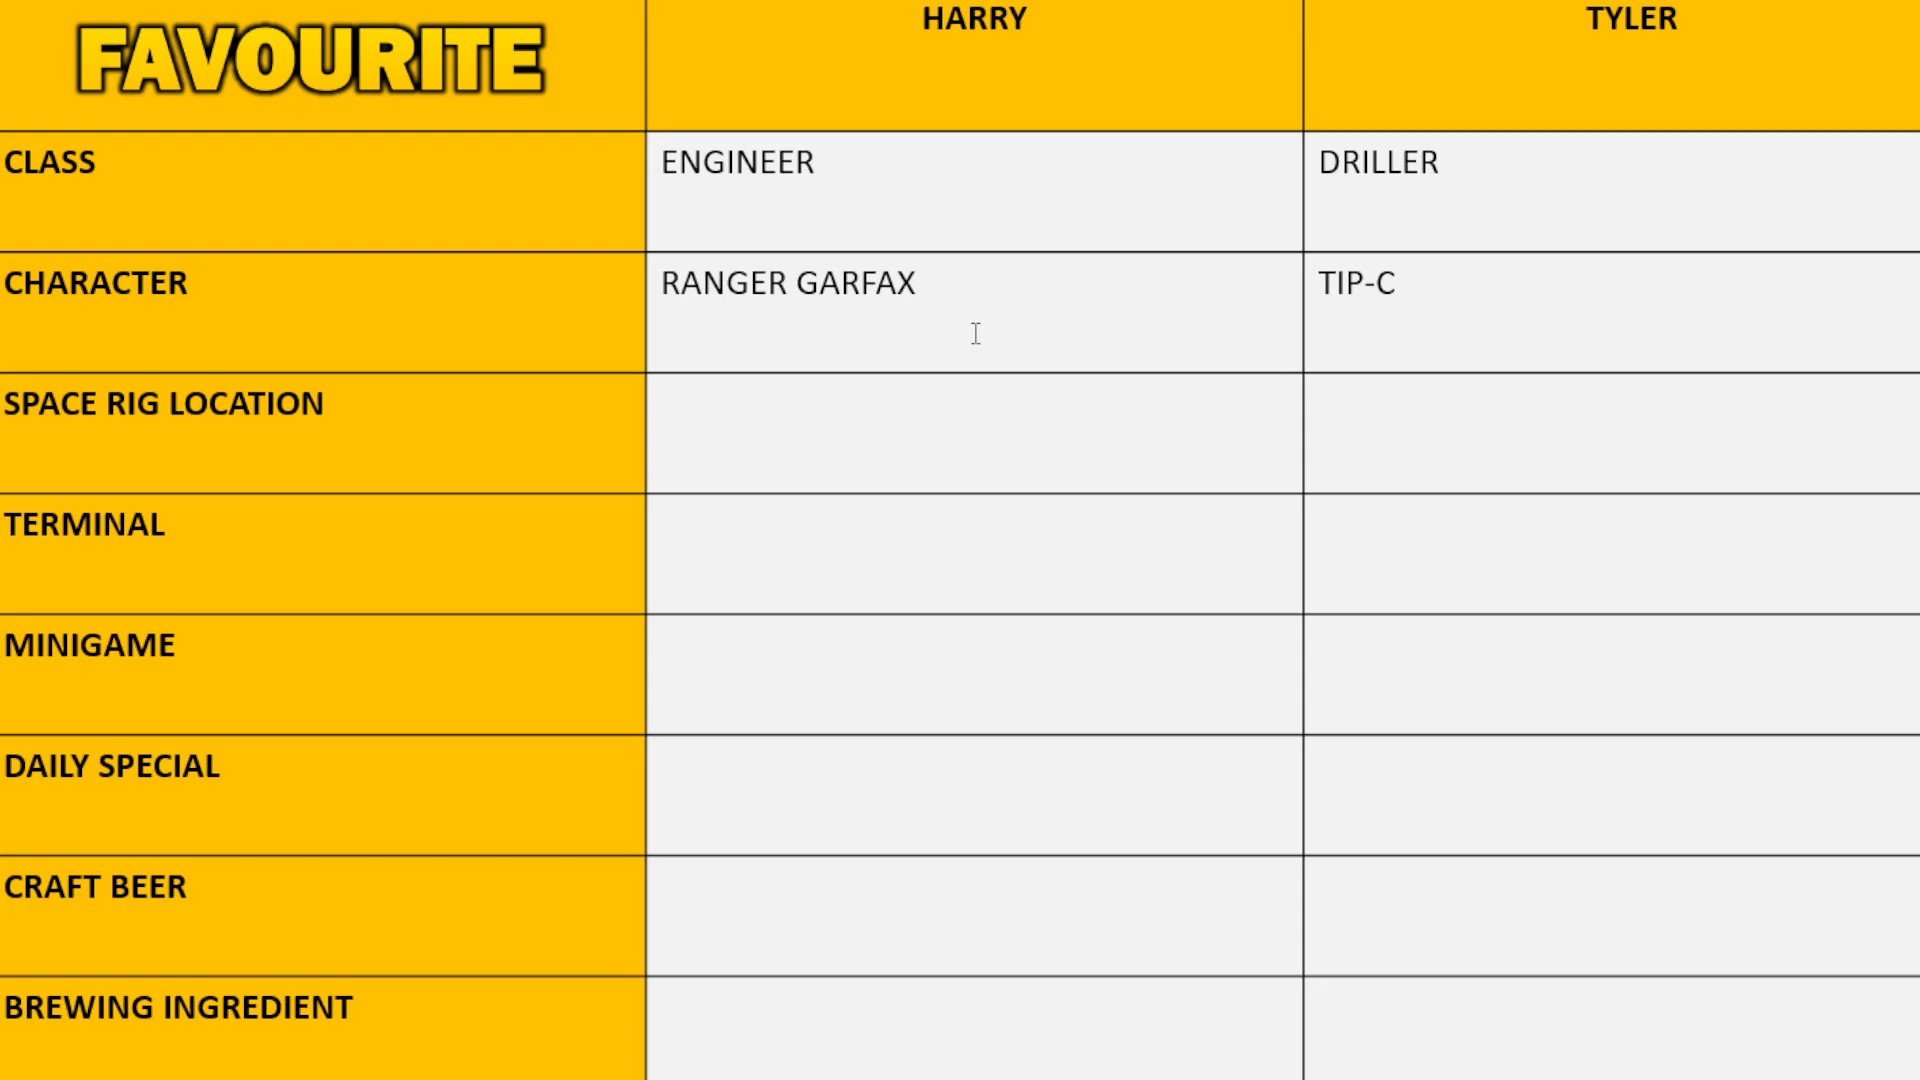 FAVOURITE
HARRY
TYLER
CLASS
ENGINEER
DRILLER
CHARACTER
RANGER GARFAX
TIP-C
SPACE RIG LOCATION
TERMINAL
MINIGAME
DAILY SPECIAL
CRAFT BEER
BREWING INGREDIENT